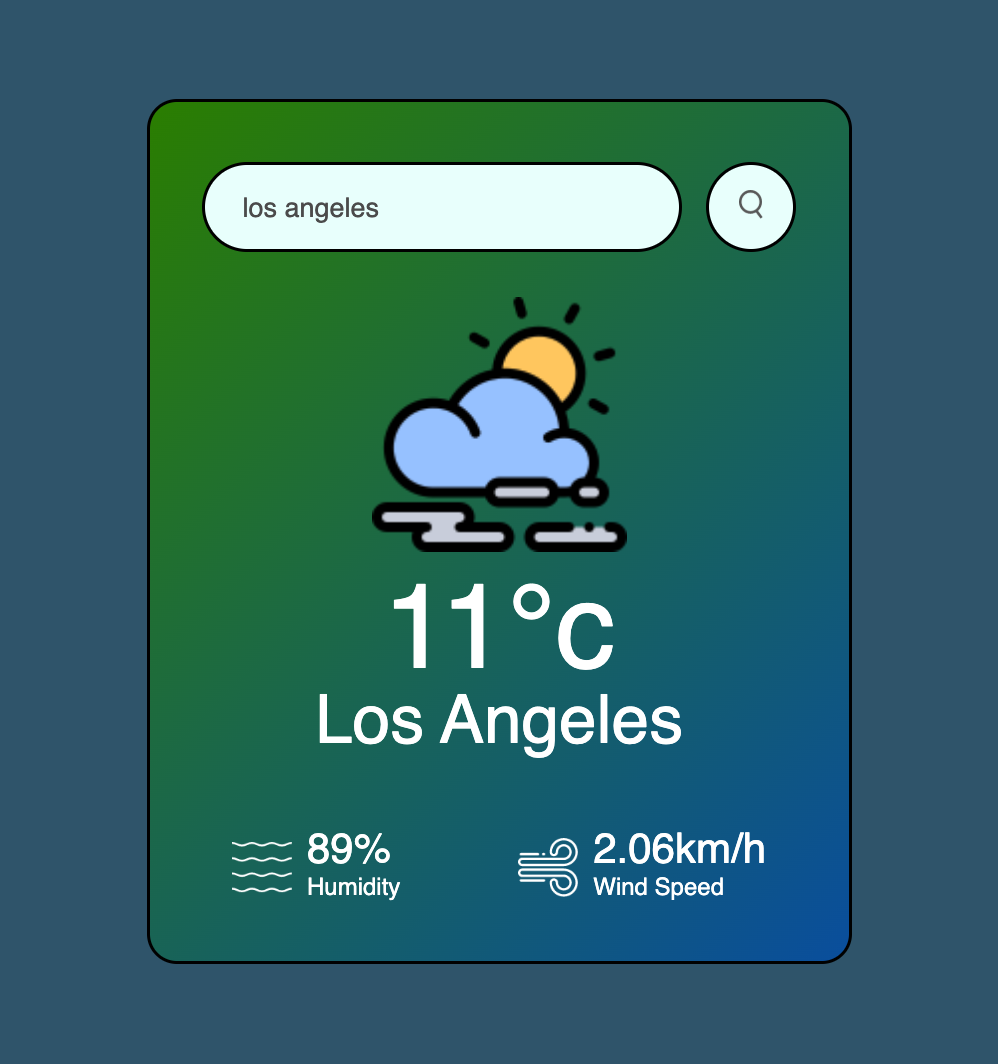 los angeles
11°c
Los Angeles
89%
Humidity
2.06km/h
Wind Speed